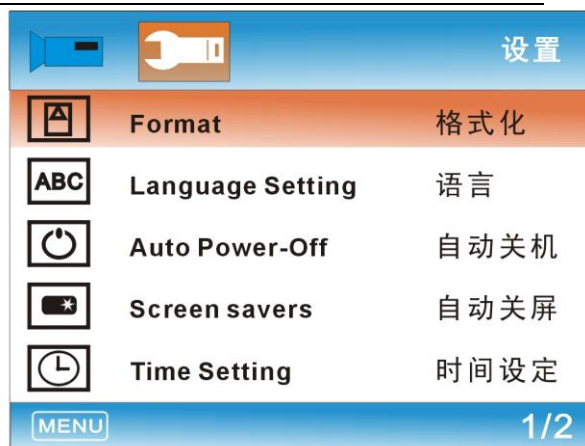 设置
Format 格式化
ABC Language Setting 语言
Auto Power-Off 自动关机
Screen savers 自动关屏
Time Setting 时间设定
MENU 1/2